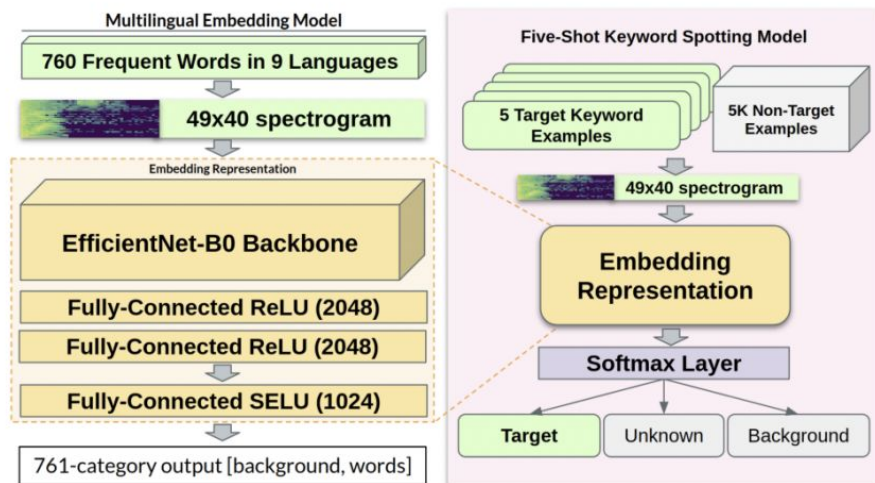 Multilingual Embedding Model
760 Frequent Words in 9 Languages
49x40 spectrogram
Embedding Representation
EfficientNet-B0 Backbone
Fully-Connected ReLU (2048)
Fully-Connected ReLU (2048)
Fully-Connected SELU (1024)
761-category output [background, words]
Five-Shot Keyword Spotting Model
5 Target Keyword
Examples
5K Non-Target
Examples
49x40 spectrogram
Embedding
Representation
Softmax Layer
Target
Unknown
Background